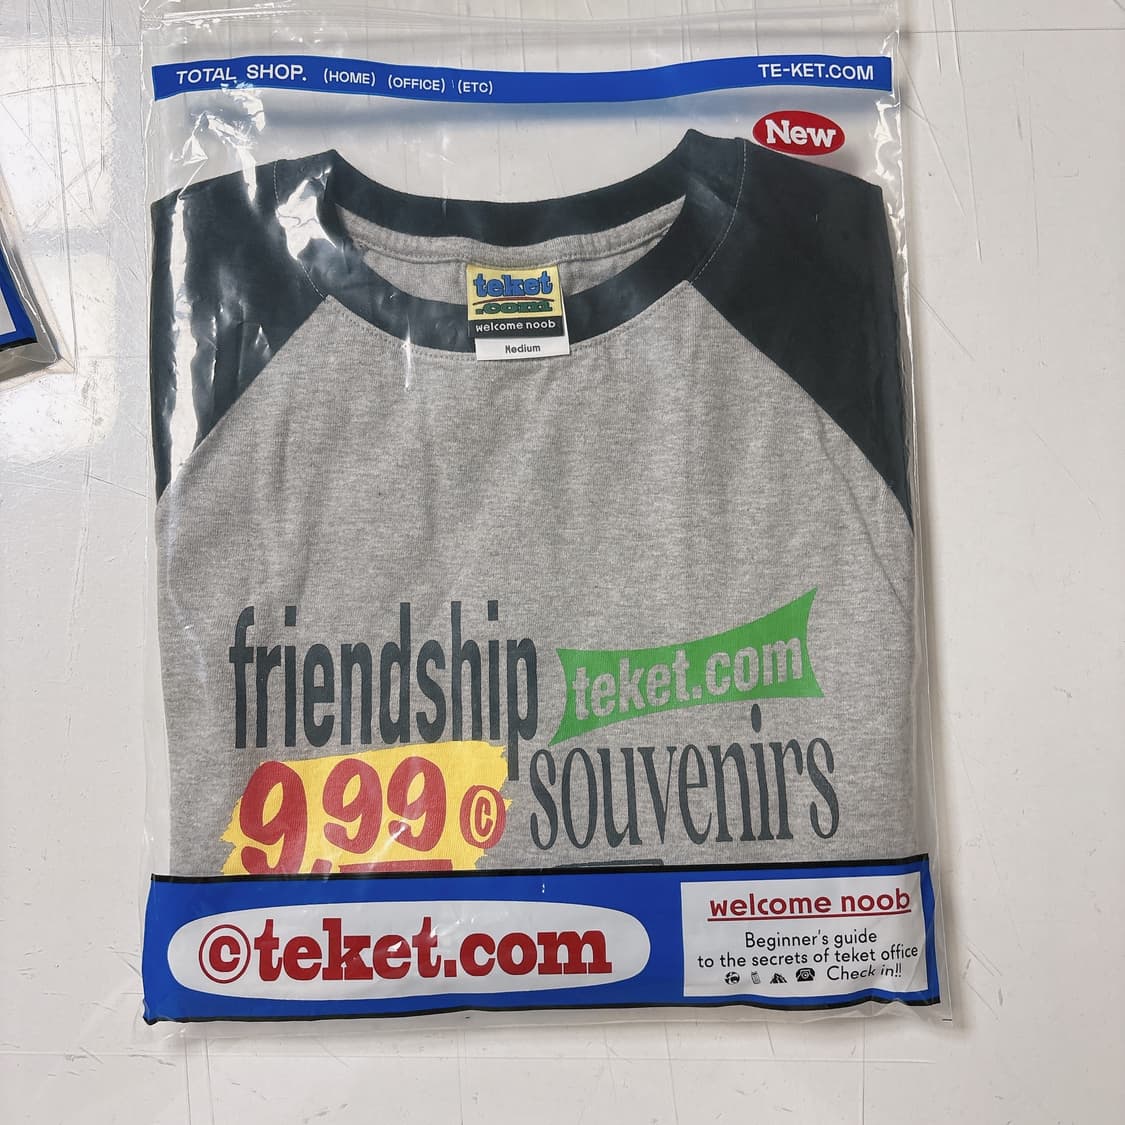 TOTAL SHOP. (HOME) (OFFICE) (ETC) TE-KET.COM
New
teket
.com
welcome noob
Medium
friendship teket.com
9.99 © souvenirs
©teket.com
welcome noob
Beginner's guide
to the secrets of teket office
Check in!!